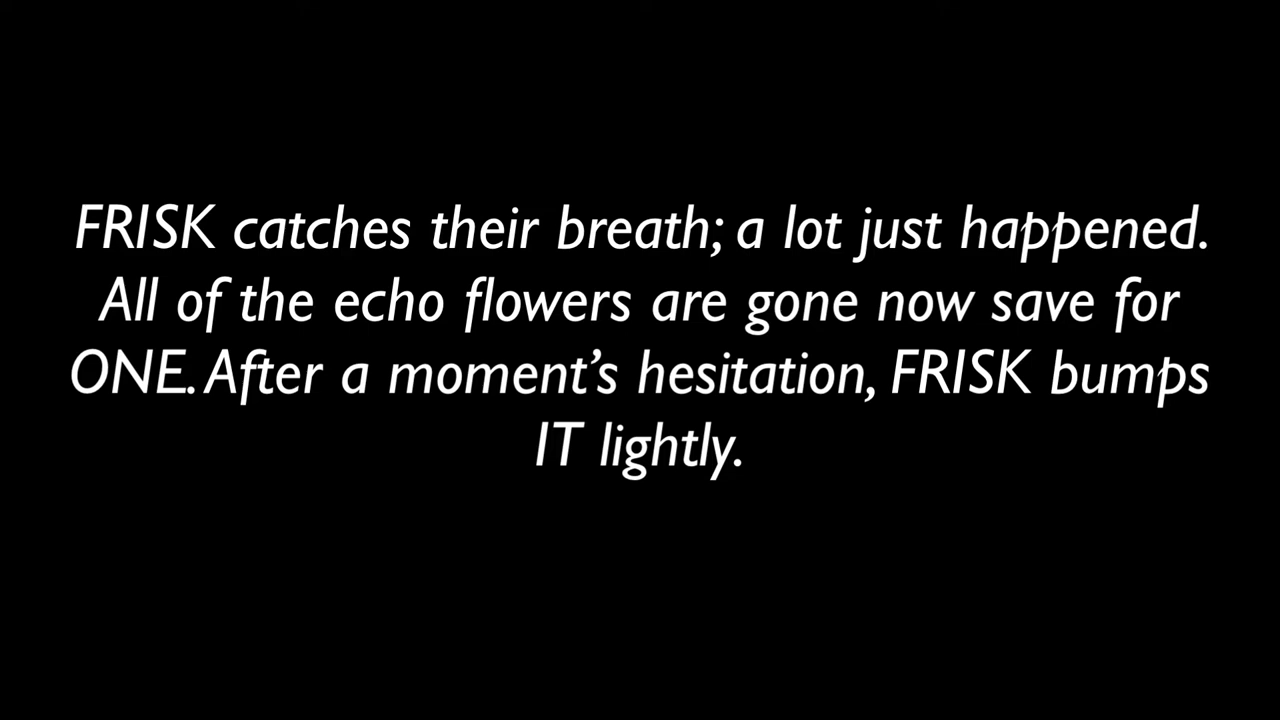 FRISK catches their breath; a lot just happened.
All of the echo flowers are gone now save for
ONE. After a moment’s hesitation, FRISK bumps
IT lightly.